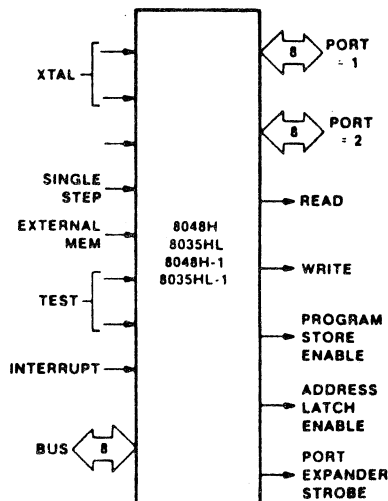 XTAL
SINGLE
STEP
EXTERNAL
MEM
TEST
INTERRUPT
BUS
8
8048H
8035HL
8048H-1
8035HL-1
8
PORT
= 1
8
PORT
= 2
READ
WRITE
PROGRAM
STORE
ENABLE
ADDRESS
LATCH
ENABLE
PORT
EXPANDER
STROBE